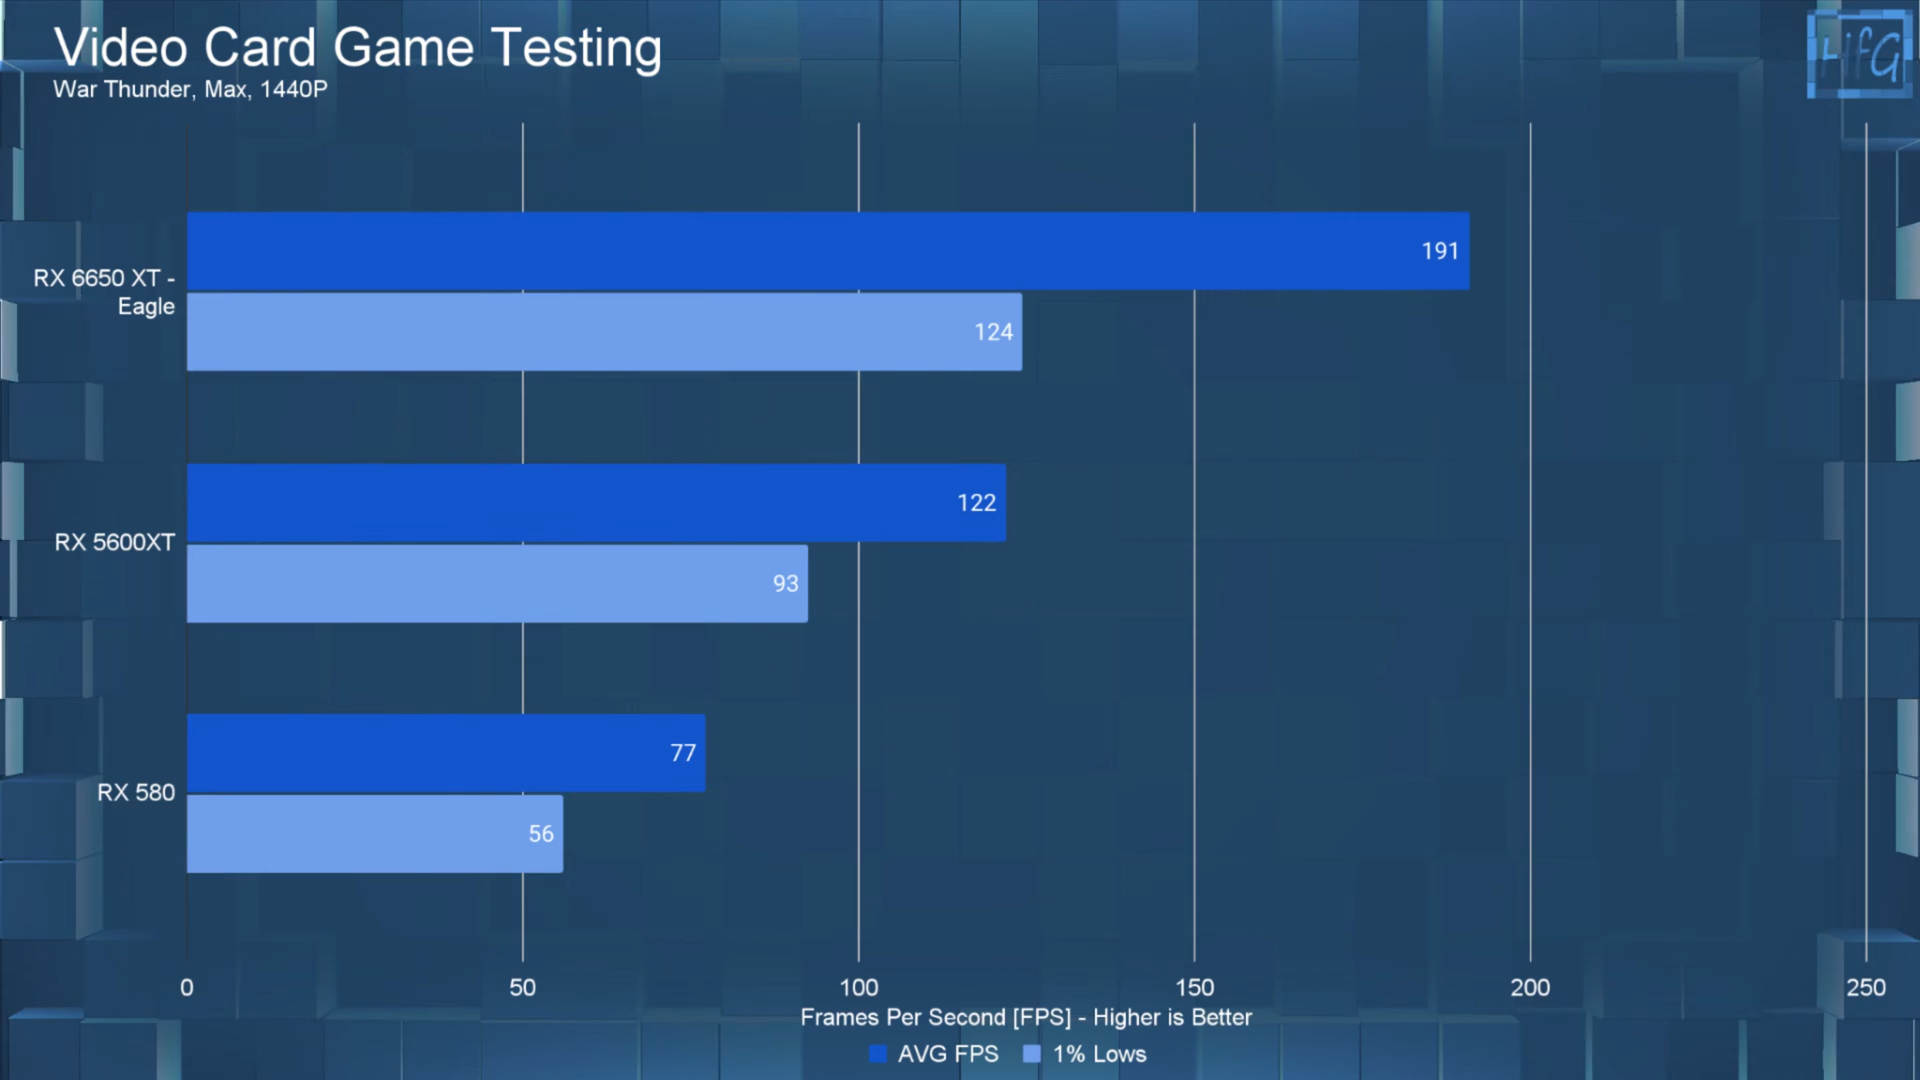 Video Card Game Testing
War Thunder, Max, 1440P
HfG
RX 6650 XT -
Eagle
191
124
RX 5600XT
122
93
RX 580
77
56
0
50
100
150
200
250
Frames Per Second [FPS] - Higher is Better
AVG FPS
1% Lows